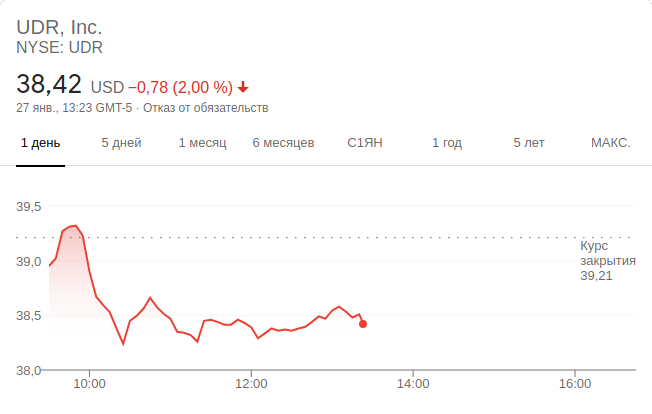 UDR, Inc.
NYSE: UDR
38,42 USD −0,78 (2,00 %)
27 янв., 13:23 GMT-5 · Отказ от обязательств
1 день 5 дней 1 месяц 6 месяцев С1ЯН 1 год 5 лет МАКС.
39,5
Курс
закрытия
39,21
39,0
38,5
38,0
10:00 12:00 14:00 16:00